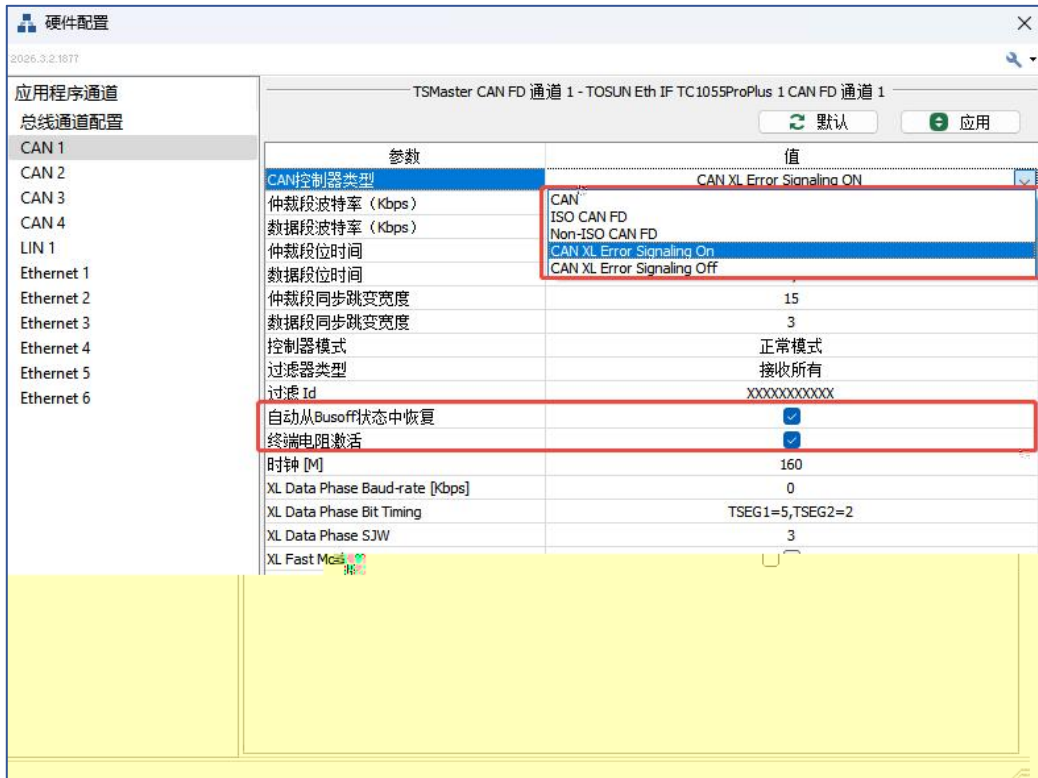 硬件配置
2026.3.2.1877
应用程序通道
总线通道配置
CAN 1
CAN 2
CAN 3
CAN 4
LIN 1
Ethernet 1
Ethernet 2
Ethernet 3
Ethernet 4
Ethernet 5
Ethernet 6
TSMaster CAN FD 通道 1 - TOSUN Eth IF TC1055ProPlus 1 CAN FD 通道 1
默认 应用
参数 值
CAN控制器类型 CAN XL Error Signaling ON
CAN
ISO CAN FD
Non-ISO CAN FD
CAN XL Error Signaling On
CAN XL Error Signaling Off
仲裁段波特率（Kbps）
数据段波特率（Kbps）
仲裁段位时间
数据段位时间
仲裁段同步跳变宽度 15
数据段同步跳变宽度 3
控制器模式 正常模式
过滤器类型 接收所有
过滤 Id XXXXXXXXXXX
自动从Busoff状态中恢复
终端电阻激活
时钟 [M] 160
XL Data Phase Baud-rate [Kbps] 0
XL Data Phase Bit Timing TSEG1=5,TSEG2=2
XL Data Phase SJW 3
XL Fast